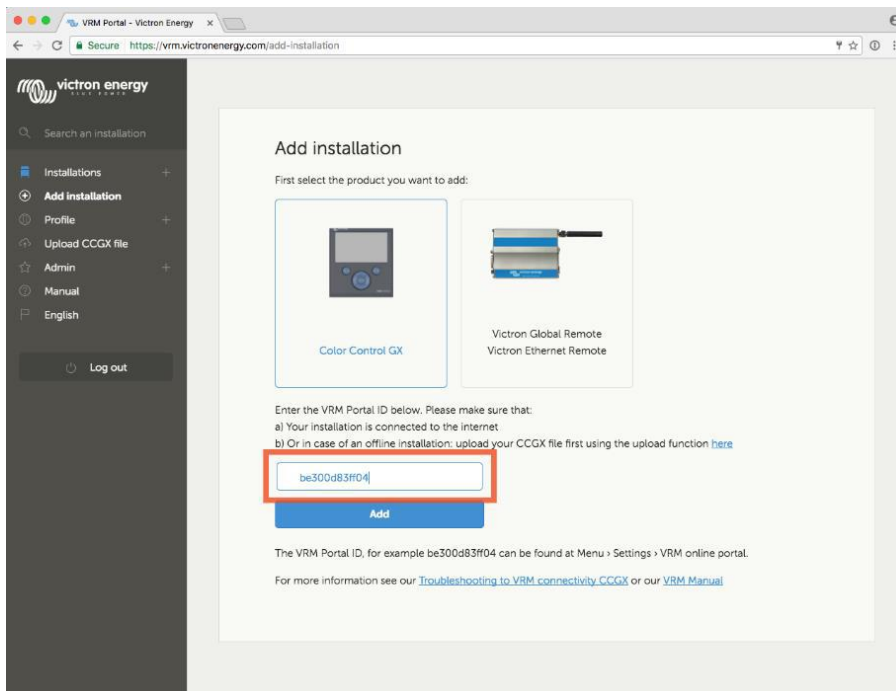 VRM Portal - Victron Energy
Secure https://vrm.victronenergy.com/add-installation
victron energy
BLUE POWER
Search an installation
Installations
Add installation
Profile
Upload CCGX file
Admin
Manual
English
Log out
Add installation
First select the product you want to add:
Color Control GX
Victron Global Remote
Victron Ethernet Remote
Enter the VRM Portal ID below. Please make sure that:
a) Your installation is connected to the internet
b) Or in case of an offline installation: upload your CCGX file first using the upload function here
be300d83ff04
Add
The VRM Portal ID, for example be300d83ff04 can be found at Menu › Settings › VRM online portal.
For more information see our Troubleshooting to VRM connectivity CCGX or our VRM Manual